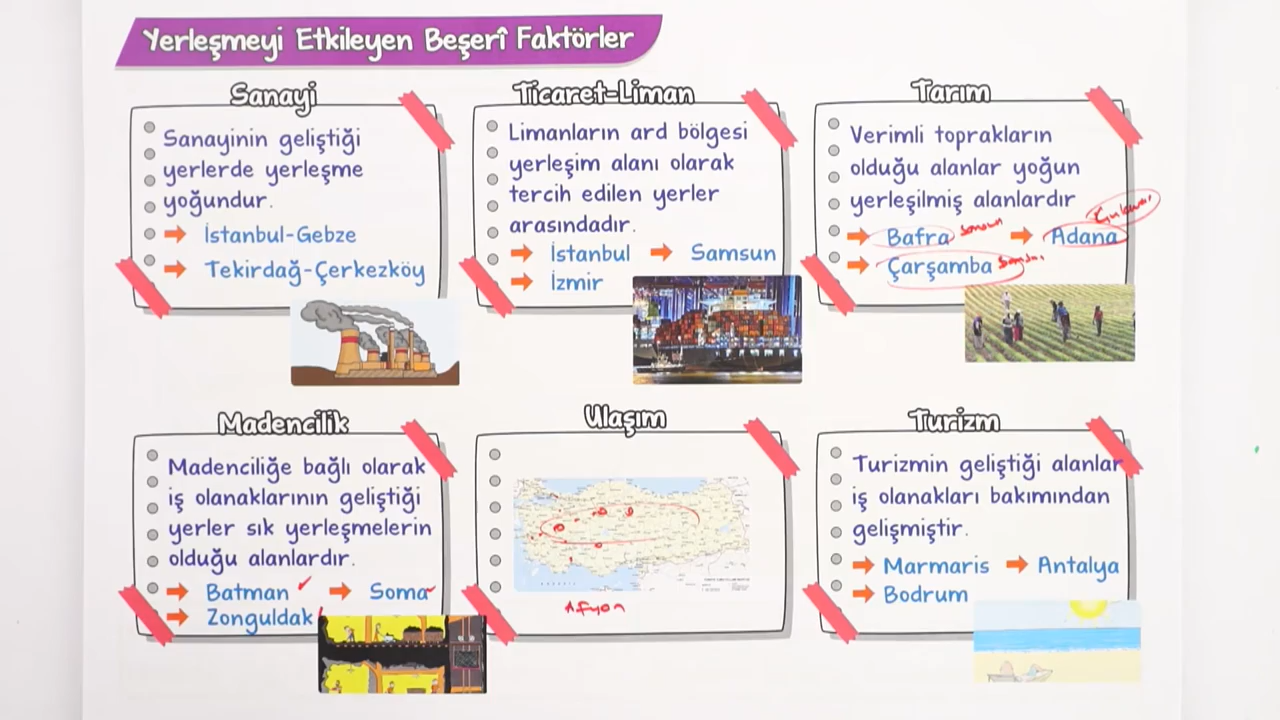 Yerleşmeyi Etkileyen Beşerî Faktörler
Sanayi
Sanayinin geliştiği
yerlerde yerleşme
yoğundur.
İstanbul-Gebze
Tekirdağ-Çerkezköy
Ticaret-Liman
Limanların ard bölgesi
yerleşim alanı olarak
tercih edilen yerler
arasındadır.
İstanbul
Samsun
İzmir
Tarım
Verimli toprakların
olduğu alanlar yoğun
yerleşilmiş alanlardır
Bafra
Samsun
Adana
Çarşamba
Madencilik
Madenciliğe bağlı olarak
iş olanaklarının geliştiği
yerler sık yerleşmelerin
olduğu alanlardır.
Batman
Soma
Zonguldak
Ulaşım
Afyon
Turizm
Turizmin geliştiği alanlar
iş olanakları bakımından
gelişmiştir.
Marmaris
Antalya
Bodrum